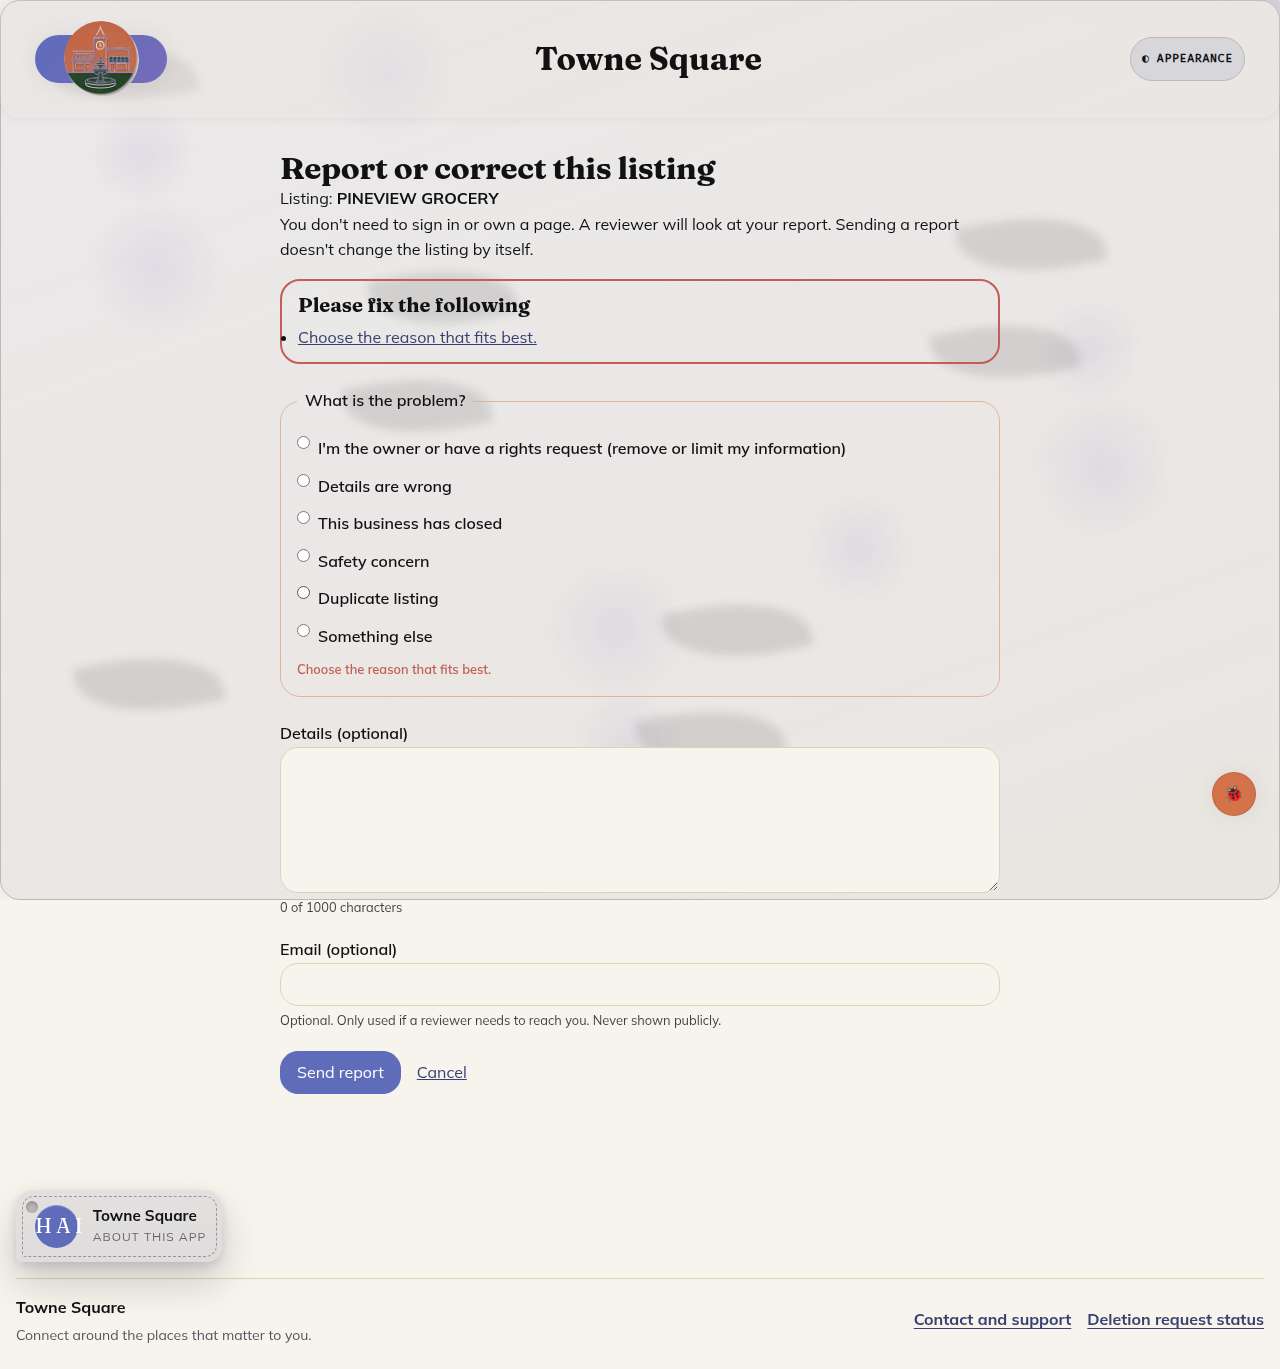 Towne Square
◐ APPEARANCE
Report or correct this listing
Listing: PINEVIEW GROCERY
You don't need to sign in or own a page. A reviewer will look at your report. Sending a report
doesn't change the listing by itself.
Please fix the following
Choose the reason that fits best.
What is the problem?
I'm the owner or have a rights request (remove or limit my information)
Details are wrong
This business has closed
Safety concern
Duplicate listing
Something else
Choose the reason that fits best.
Details (optional)
0 of 1000 characters
Email (optional)
Optional. Only used if a reviewer needs to reach you. Never shown publicly.
Send report Cancel
HAI
Towne Square
ABOUT THIS APP
Towne Square
Connect around the places that matter to you.
Contact and support Deletion request status